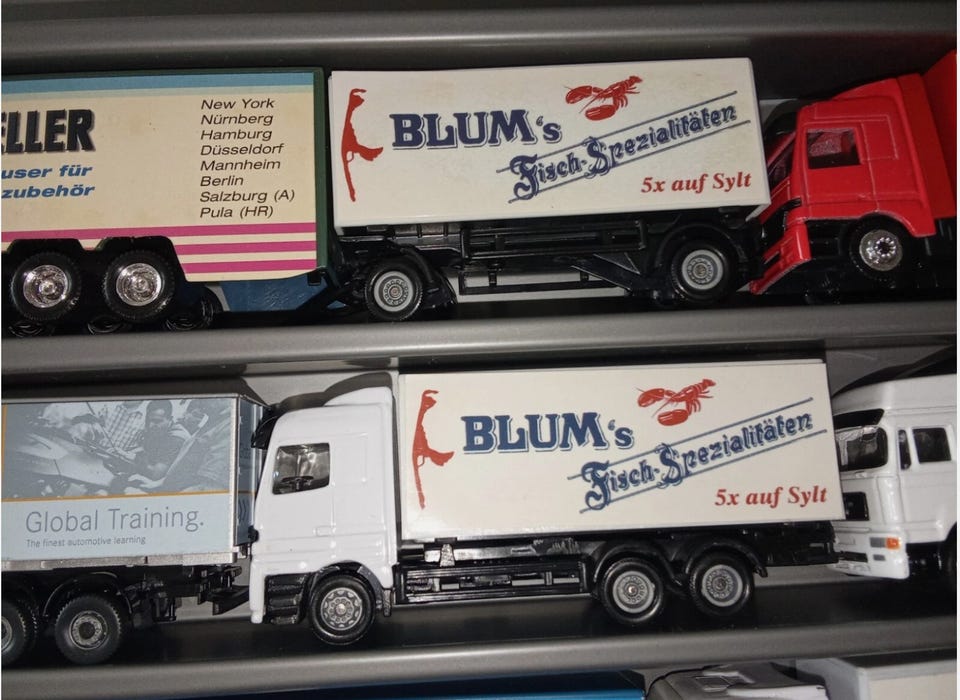 ELLER
user für
zubehör
New York
Nürnberg
Hamburg
Düsseldorf
Mannheim
Berlin
Salzburg (A)
Pula (HR)
BLUM's
Fisch-Spezialitäten
5x auf Sylt
Global Training.
The finest automotive learning
BLUM's
Fisch-Spezialitäten
5x auf Sylt